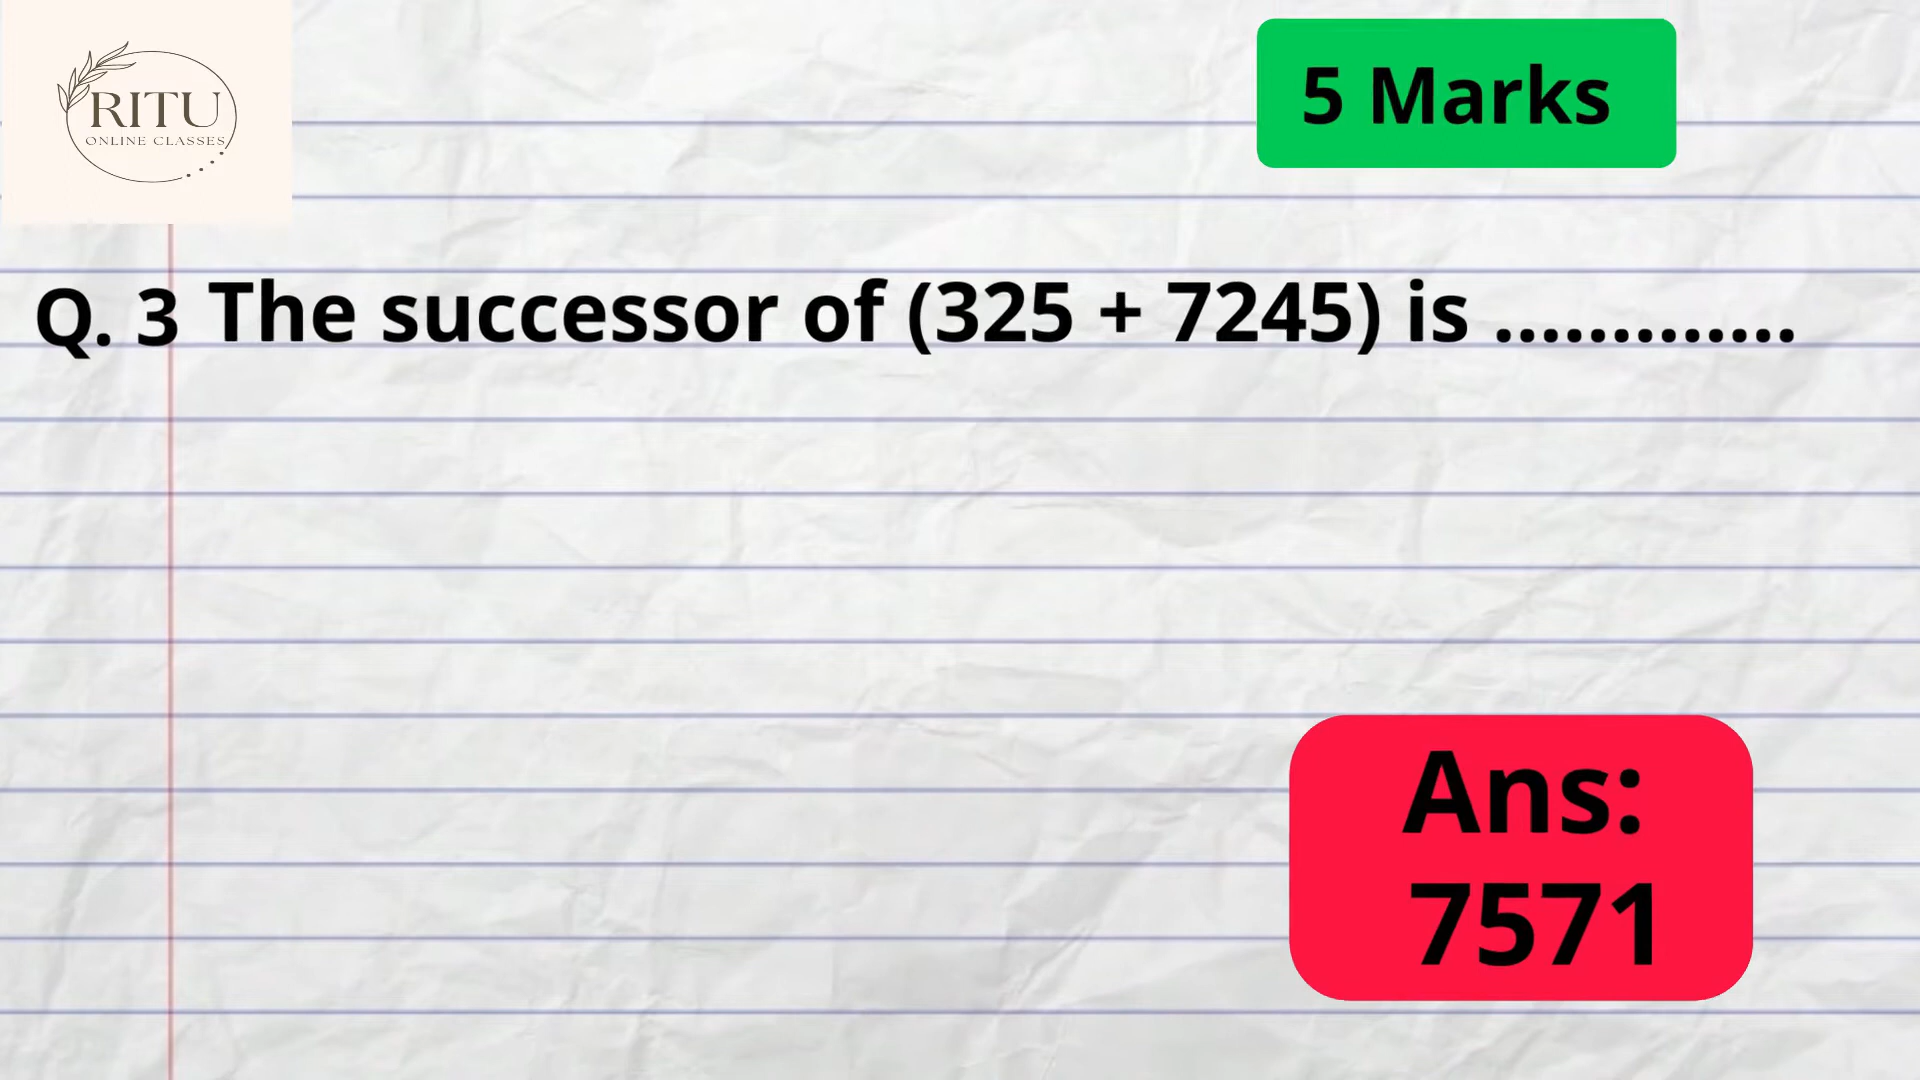 RITU
ONLINE CLASSES
5 Marks
Q. 3 The successor of (325 + 7245) is .............
Ans:
7571